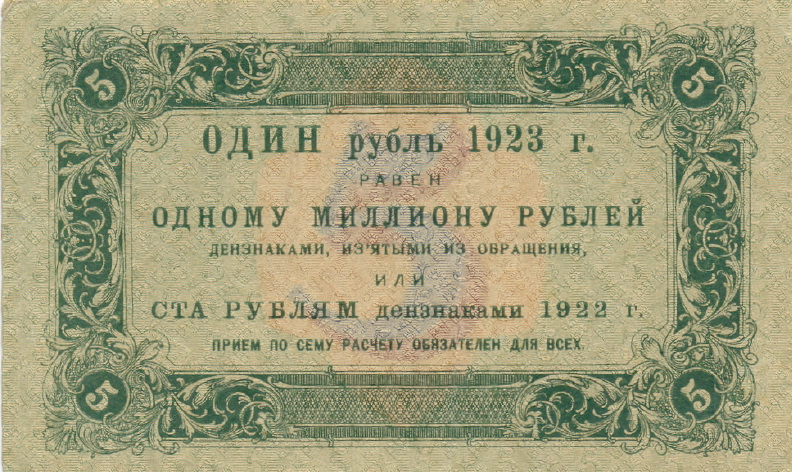 5 5
ОДИН рубль 1923 г.
РАВЕН
ОДНОМУ МИЛЛИОНУ РУБЛЕЙ
ДЕНЗНАКАМИ, ИЗ'ЯТЫМИ ИЗ ОБРАЩЕНИЯ,
ИЛИ
СТА РУБЛЯМ дензнаками 1922 г.
ПРИЕМ ПО СЕМУ РАСЧЕТУ ОБЯЗАТЕЛЕН ДЛЯ ВСЕХ.
5 5